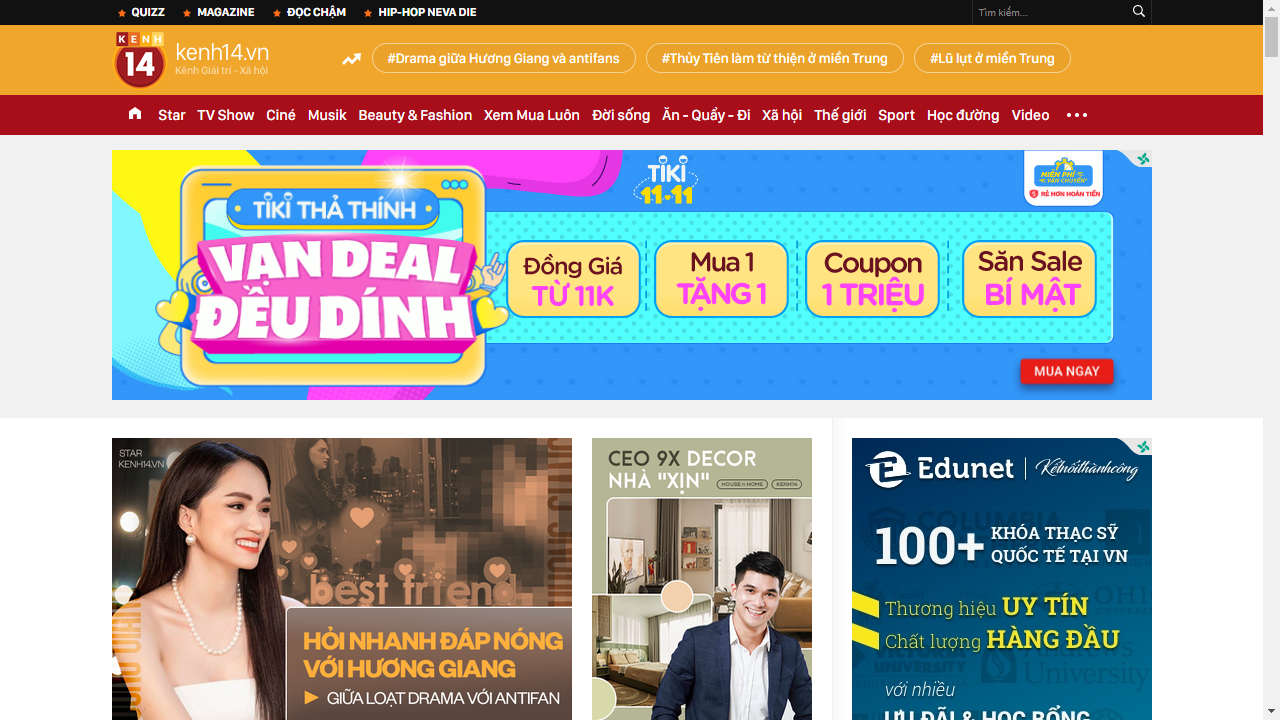 QUIZZ
MAGAZINE
ĐỌC CHẬM
HIP-HOP NEVA DIE
Tìm kiếm...
KENH
14
kenh14.vn
Kênh Giải trí - Xã hội
#Drama giữa Hương Giang và antifans
#Thủy Tiên làm từ thiện ở miền Trung
#Lũ lụt ở miền Trung
Star
TV Show
Ciné
Musik
Beauty & Fashion
Xem Mua Luôn
Đời sống
Ăn - Quẩy - Đi
Xã hội
Thế giới
Sport
Học đường
Video
TIKI THẢ THÍNH
VẠN DEAL
ĐỀU DÍNH
TIKI
11.11
MIỄN PHÍ
VẬN CHUYỂN
RẺ HƠN HOÀN TIỀN
Đồng Giá
TỪ 11K
Mua 1
TẶNG 1
Coupon
1 TRIỆU
Săn Sale
BÍ MẬT
MUA NGAY
STAR
KENH14.VN
best friend
HỎI NHANH ĐÁP NÓNG
VỚI HƯƠNG GIANG
GIỮA LOẠT DRAMA VỚI ANTIFAN
CEO 9X DECOR
NHÀ "XỊN"
HOUSE n HOME
KENH14
Edunet
Kết nối thành công
100+
KHÓA THẠC SỸ
QUỐC TẾ TẠI VN
Thương hiệu UY TÍN
Chất lượng HÀNG ĐẦU
với nhiều
ƯU ĐÃI & HỌC BỔNG